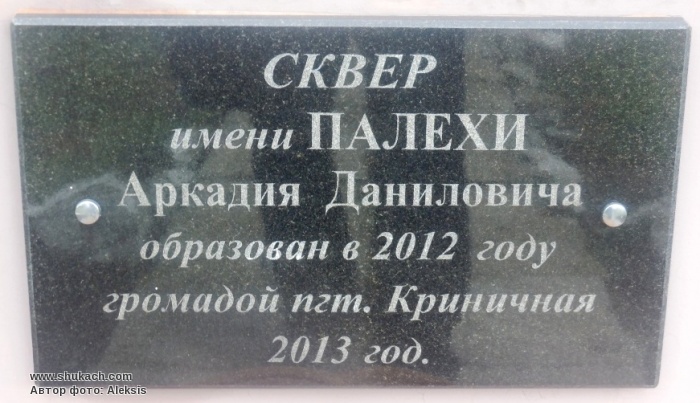 СКВЕР
имени ПАЛЕХИ
Аркадия Даниловича
образован в 2012 году
громадой пгт. Криничная
2013 год.
www.shukach.com
Автор фото: Aleksis